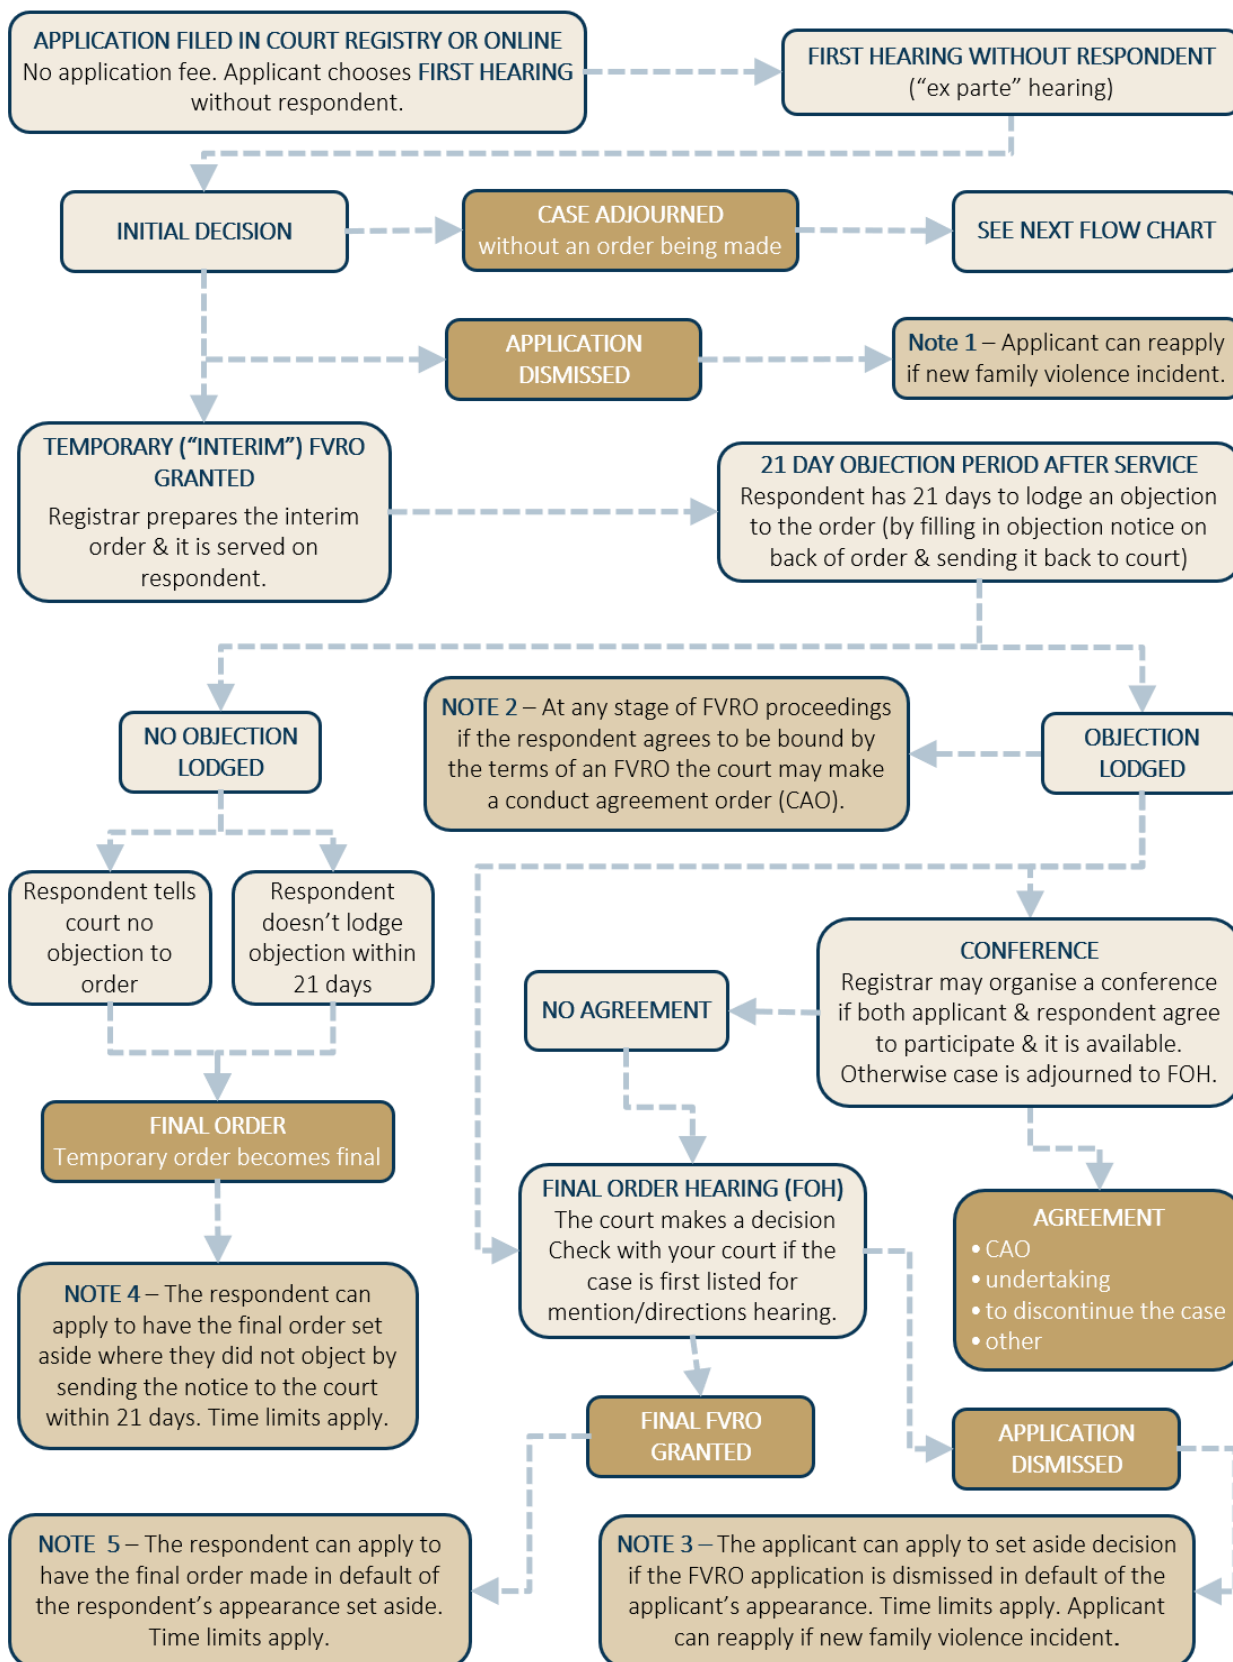 APPLICATION FILED IN COURT REGISTRY OR ONLINE
No application fee. Applicant chooses FIRST HEARING
without respondent.
FIRST HEARING WITHOUT RESPONDENT
(“ex parte” hearing)
INITIAL DECISION
CASE ADJOURNED
without an order being made
SEE NEXT FLOW CHART
APPLICATION
DISMISSED
Note 1 – Applicant can reapply
if new family violence incident.
TEMPORARY (“INTERIM”) FVRO
GRANTED
Registrar prepares the interim
order & it is served on
respondent.
21 DAY OBJECTION PERIOD AFTER SERVICE
Respondent has 21 days to lodge an objection
to the order (by filling in objection notice on
back of order & sending it back to court)
NO OBJECTION
LODGED
NOTE 2 – At any stage of FVRO proceedings
if the respondent agrees to be bound by
the terms of an FVRO the court may make
a conduct agreement order (CAO).
OBJECTION
LODGED
Respondent tells
court no
objection to
order
Respondent
doesn’t lodge
objection within
21 days
CONFERENCE
Registrar may organise a conference
if both applicant & respondent agree
to participate & it is available.
Otherwise case is adjourned to FOH.
NO AGREEMENT
FINAL ORDER
Temporary order becomes final
FINAL ORDER HEARING (FOH)
The court makes a decision
Check with your court if the
case is first listed for
mention/directions hearing.
AGREEMENT
• CAO
• undertaking
• to discontinue the case
• other
NOTE 4 – The respondent can
apply to have the final order set
aside where they did not object by
sending the notice to the court
within 21 days. Time limits apply.
FINAL FVRO
GRANTED
APPLICATION
DISMISSED
NOTE 5 – The respondent can apply to
have the final order made in default of
the respondent’s appearance set aside.
Time limits apply.
NOTE 3 – The applicant can apply to set aside decision
if the FVRO application is dismissed in default of the
applicant’s appearance. Time limits apply. Applicant
can reapply if new family violence incident.